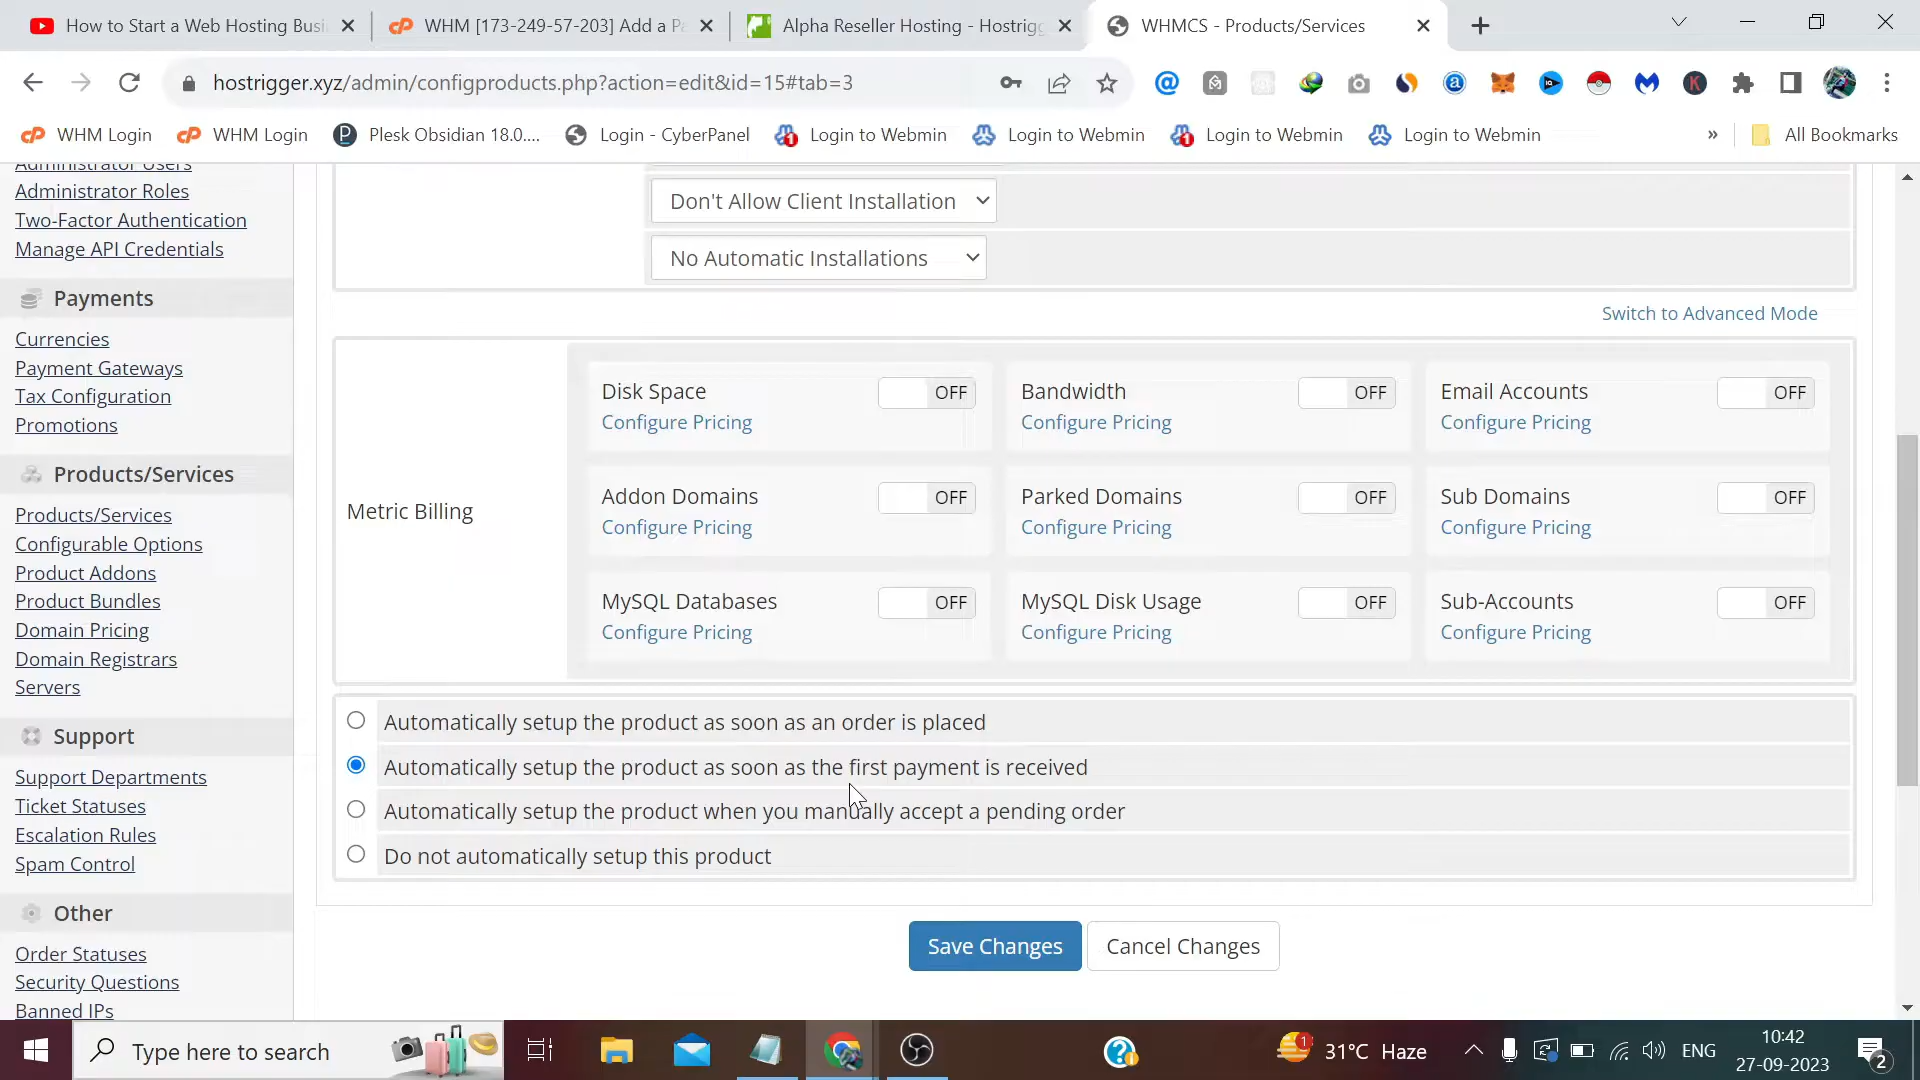 How to Start a Web Hosting Busi
WHM [173-249-57-203] Add a Pa
Alpha Reseller Hosting - Hostrigg
WHMCS - Products/Services
hostrigger.xyz/admin/configproducts.php?action=edit&id=15#tab=3
WHM Login
WHM Login
Plesk Obsidian 18.0....
Login - CyberPanel
Login to Webmin
Login to Webmin
Login to Webmin
Login to Webmin
»
All Bookmarks
Administrator Users
Administrator Roles
Two-Factor Authentication
Manage API Credentials
Payments
Currencies
Payment Gateways
Tax Configuration
Promotions
Products/Services
Products/Services
Configurable Options
Product Addons
Product Bundles
Domain Pricing
Domain Registrars
Servers
Support
Support Departments
Ticket Statuses
Escalation Rules
Spam Control
Other
Order Statuses
Security Questions
Banned IPs
Don't Allow Client Installation
No Automatic Installations
Switch to Advanced Mode
Metric Billing
Disk Space OFF
Configure Pricing
Bandwidth OFF
Configure Pricing
Email Accounts OFF
Configure Pricing
Addon Domains OFF
Configure Pricing
Parked Domains OFF
Configure Pricing
Sub Domains OFF
Configure Pricing
MySQL Databases OFF
Configure Pricing
MySQL Disk Usage OFF
Configure Pricing
Sub-Accounts OFF
Configure Pricing
Automatically setup the product as soon as an order is placed
Automatically setup the product as soon as the first payment is received
Automatically setup the product when you manually accept a pending order
Do not automatically setup this product
Save Changes
Cancel Changes
Type here to search
1
31°C Haze
ENG
10:42
27-09-2023
2